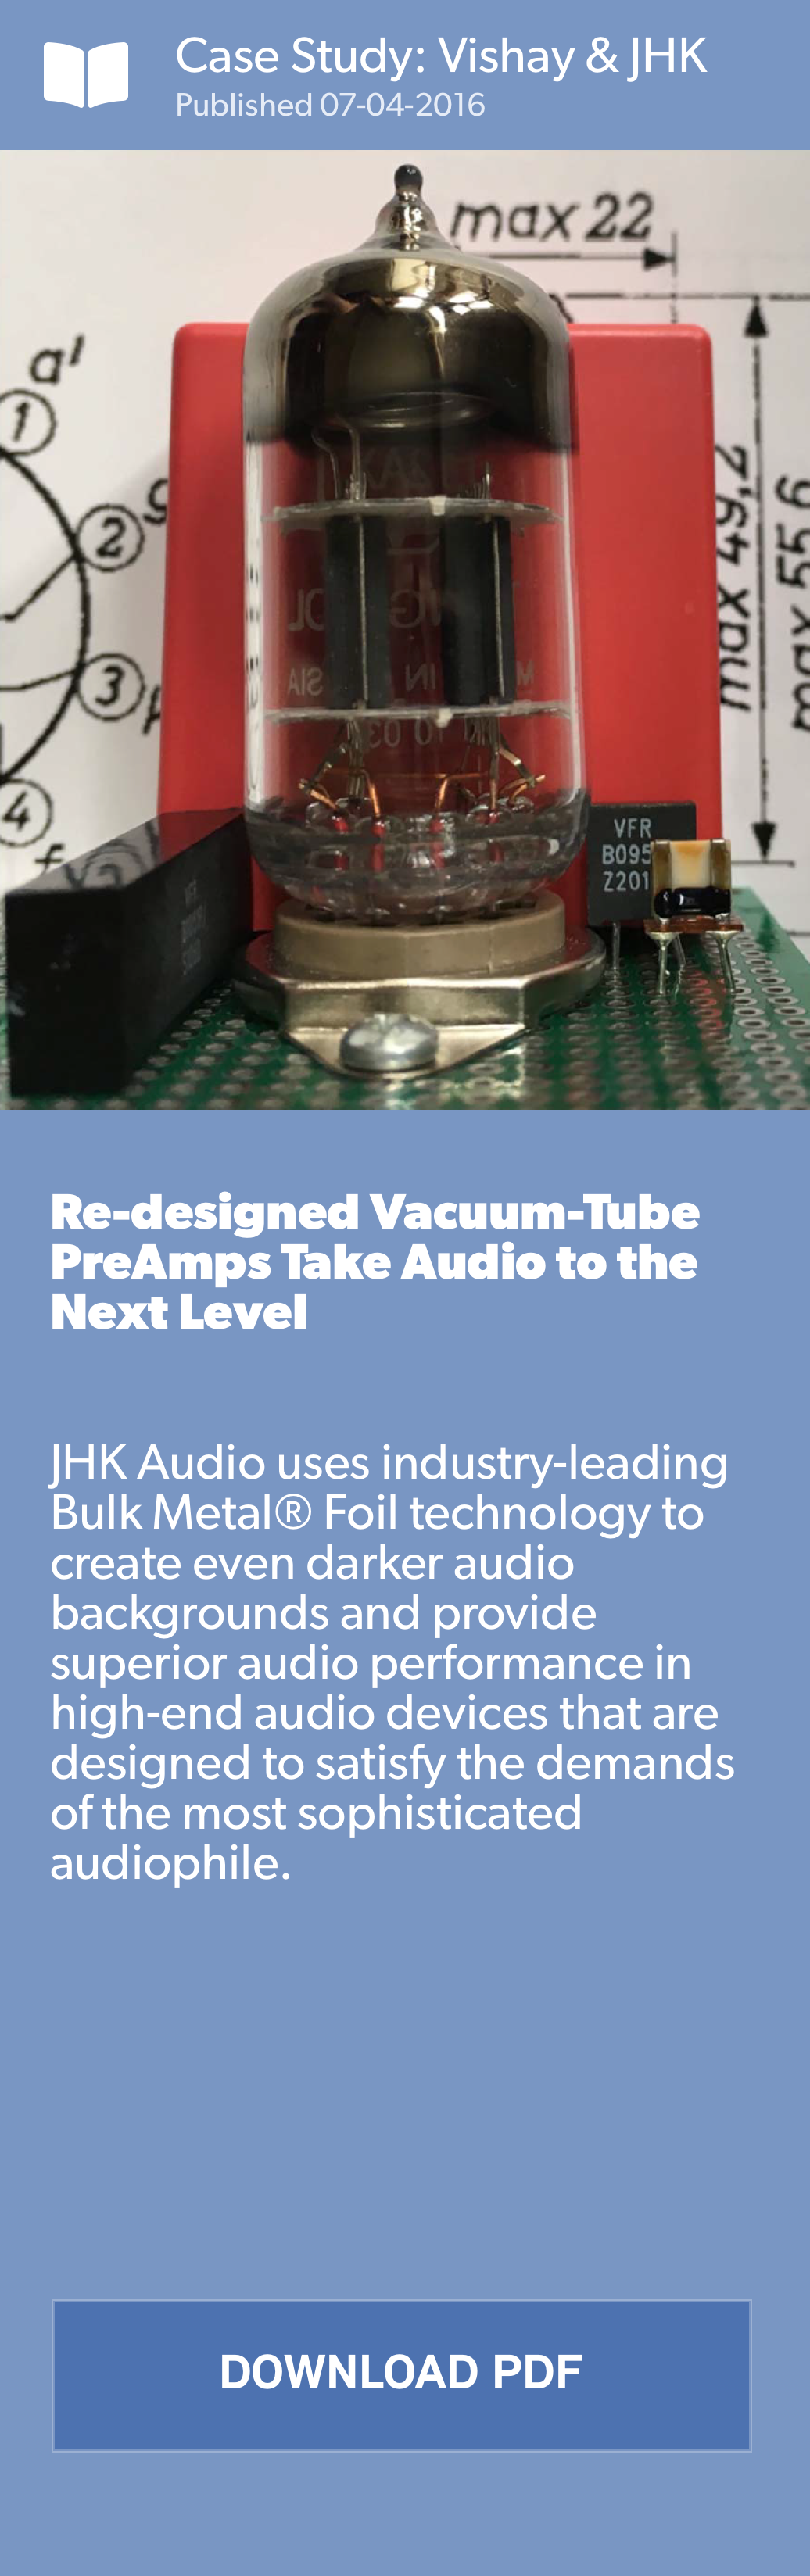 Case Study: Vishay & JHK
Published 07-04-2016
max 22
a'
1
2
3
4
f
max 49,2
max 55,6
VFR
B095
Z201
Re-designed Vacuum-Tube
PreAmps Take Audio to the
Next Level
JHK Audio uses industry-leading
Bulk Metal® Foil technology to
create even darker audio
backgrounds and provide
superior audio performance in
high-end audio devices that are
designed to satisfy the demands
of the most sophisticated
audiophile.
DOWNLOAD PDF